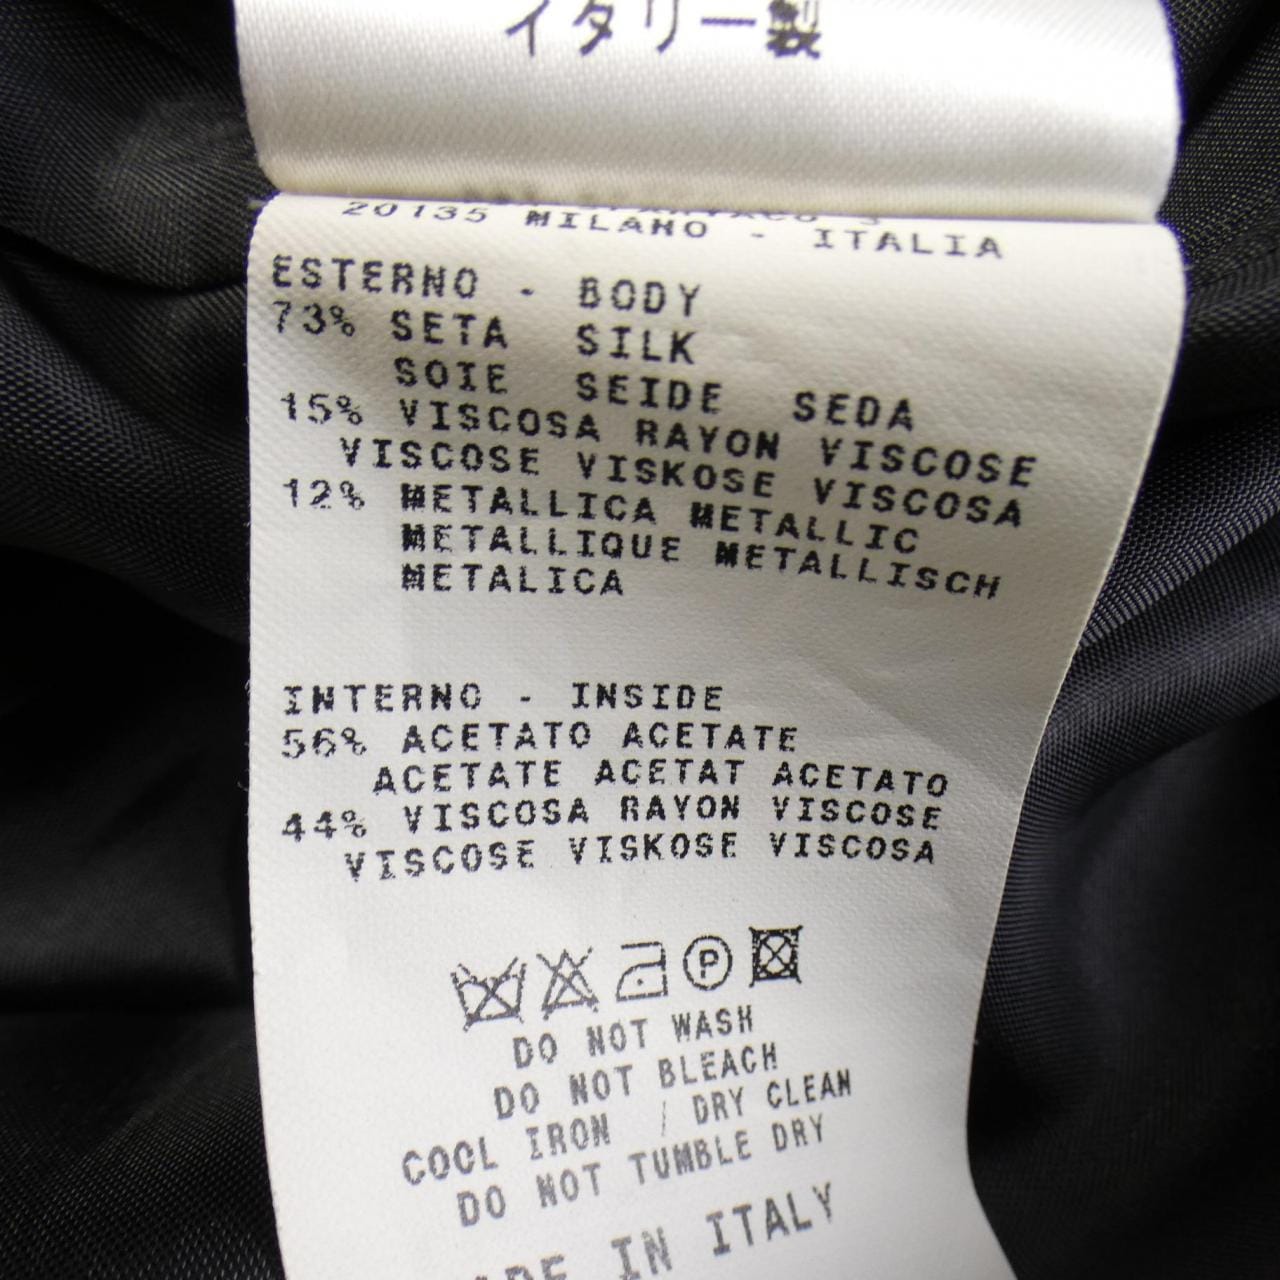 イタリー製
20135 MILANO - ITALIA
ESTERNO - BODY
73% SETA SILK
SOIE SEIDE SEDA
15% VISCOSA RAYON VISCOSE
VISCOSE VISKOSE VISCOSA
12% METALLICA METALLIC
METALLIQUE METALLISCH
METALICA
INTERNO - INSIDE
56% ACETATO ACETATE
ACETATE ACETAT ACETATO
44% VISCOSA RAYON VISCOSE
VISCOSE VISKOSE VISCOSA
P
DO NOT WASH
DO NOT BLEACH
COOL IRON / DRY CLEAN
DO NOT TUMBLE DRY
MADE IN ITALY